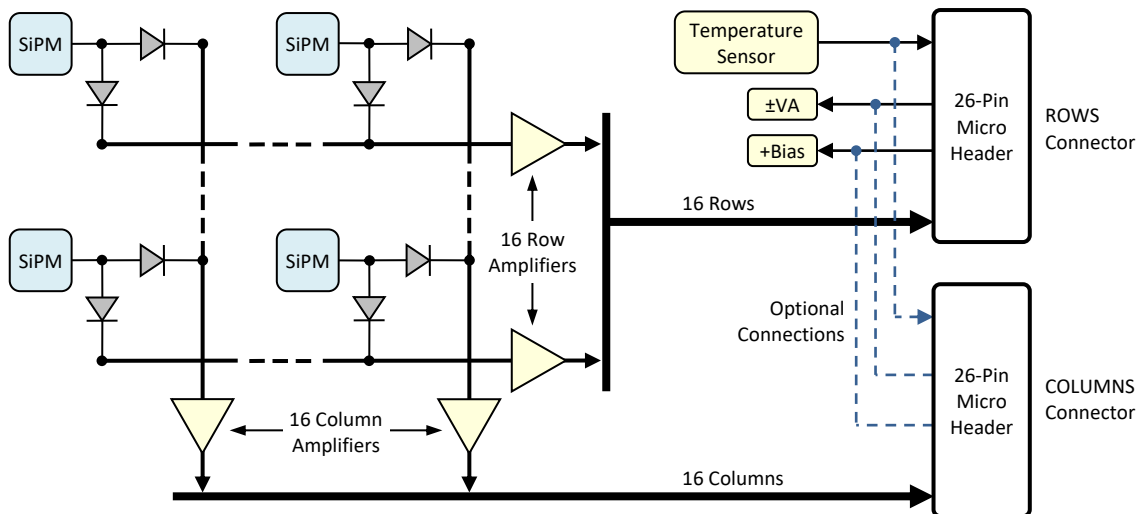 SiPM
SiPM
Temperature
Sensor
±VA
+Bias
26-Pin
Micro
Header
ROWS
Connector
16 Rows
16 Row
Amplifiers
SiPM
SiPM
Optional
Connections
26-Pin
Micro
Header
COLUMNS
Connector
16 Column
Amplifiers
16 Columns